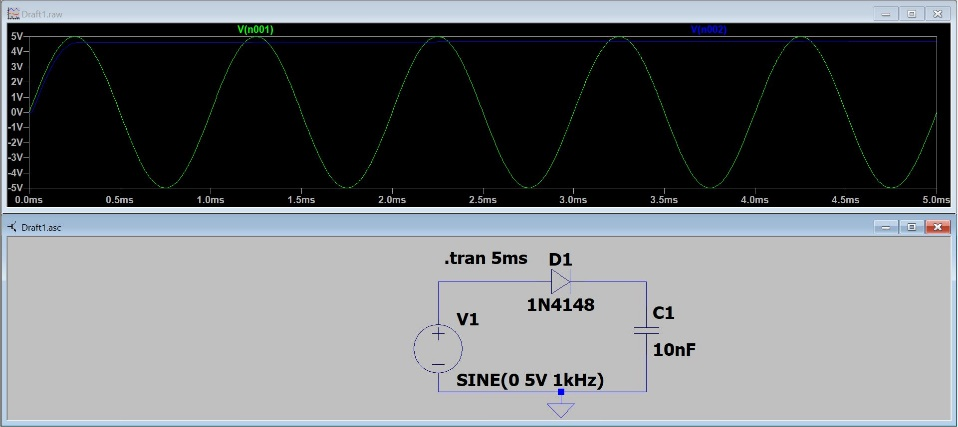 Draft1.raw
V(n001)
V(n002)
5V
4V
3V
2V
1V
0V
-1V
-2V
-3V
-4V
-5V
0.0ms 0.5ms 1.0ms 1.5ms 2.0ms 2.5ms 3.0ms 3.5ms 4.0ms 4.5ms 5.0ms
Draft1.asc
.tran 5ms
D1
1N4148
V1
C1
10nF
SINE(0 5V 1kHz)